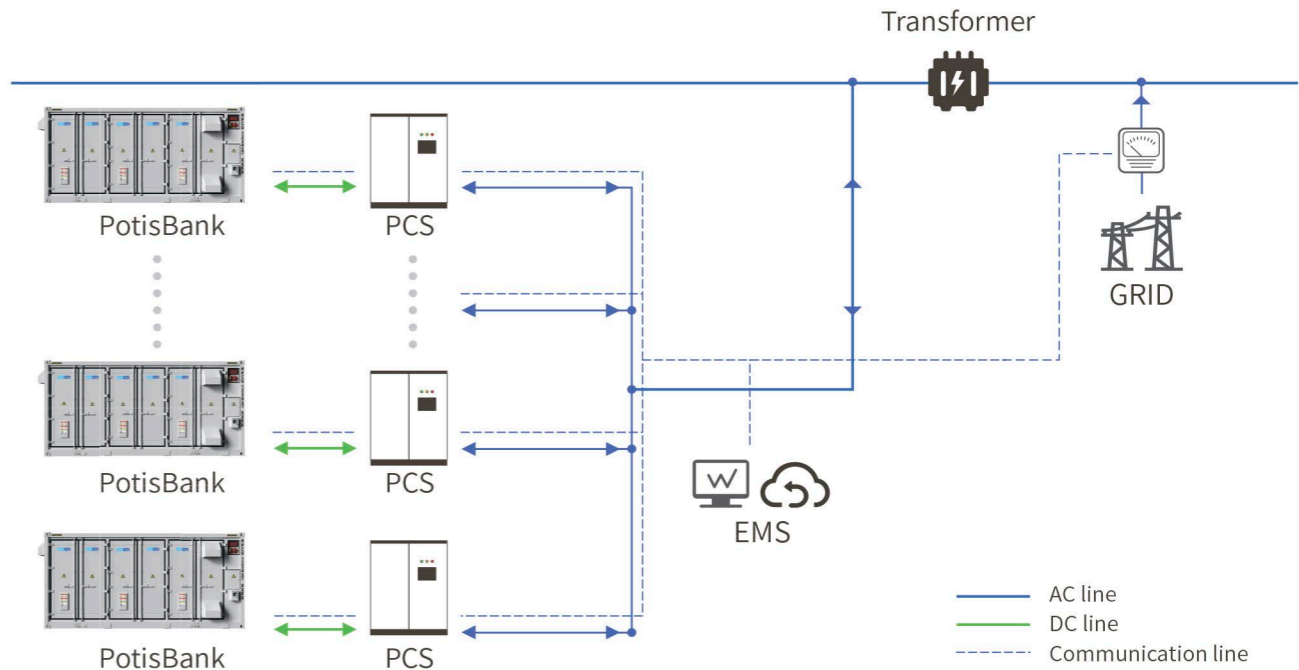 Transformer
PotisBank
PCS
GRID
PotisBank
PCS
EMS
PotisBank
PCS
AC line
DC line
Communication line